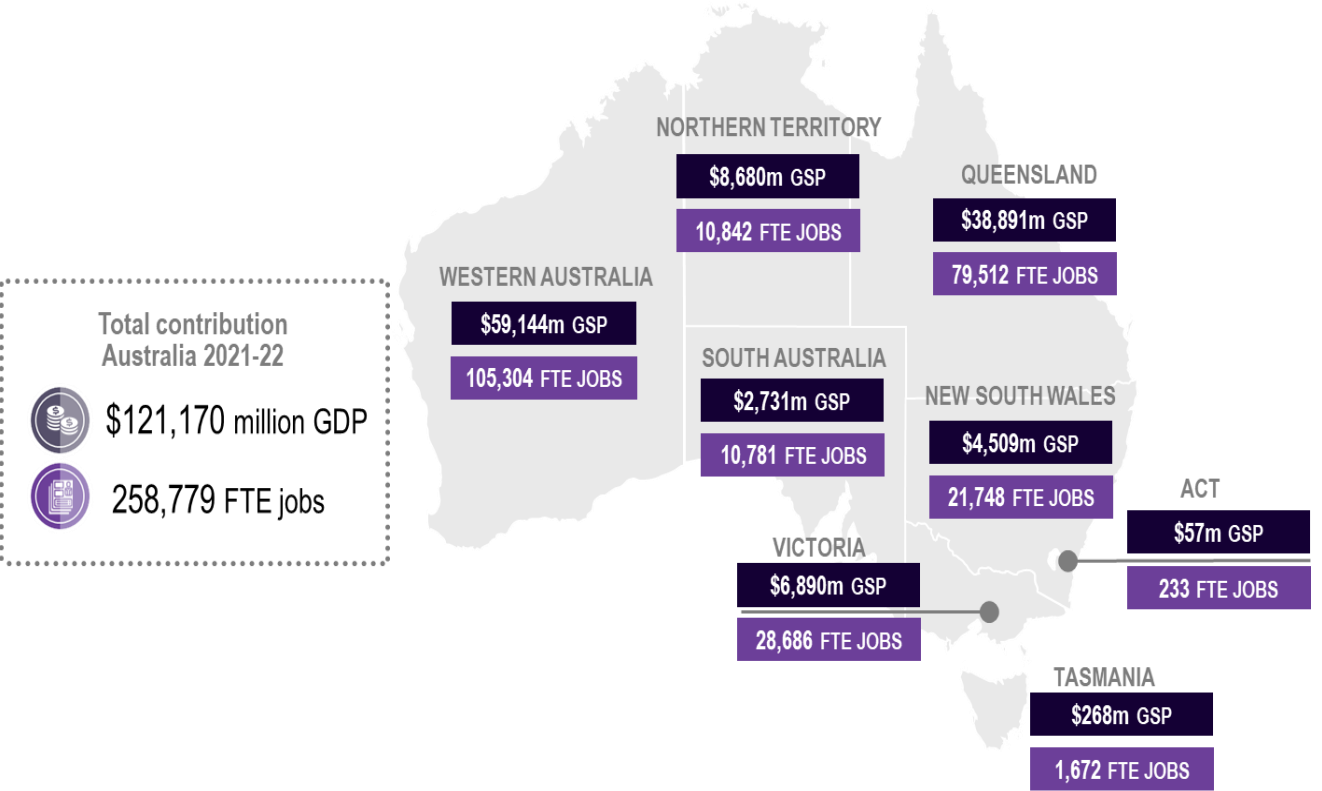 NORTHERN TERRITORY
$8,680m GSP
10,842 FTE JOBS
QUEENSLAND
$38,891m GSP
79,512 FTE JOBS
WESTERN AUSTRALIA
$59,144m GSP
105,304 FTE JOBS
Total contribution
Australia 2021-22
$121,170 million GDP
258,779 FTE jobs
SOUTH AUSTRALIA
$2,731m GSP
10,781 FTE JOBS
NEW SOUTH WALES
$4,509m GSP
21,748 FTE JOBS
ACT
$57m GSP
233 FTE JOBS
VICTORIA
$6,890m GSP
28,686 FTE JOBS
TASMANIA
$268m GSP
1,672 FTE JOBS